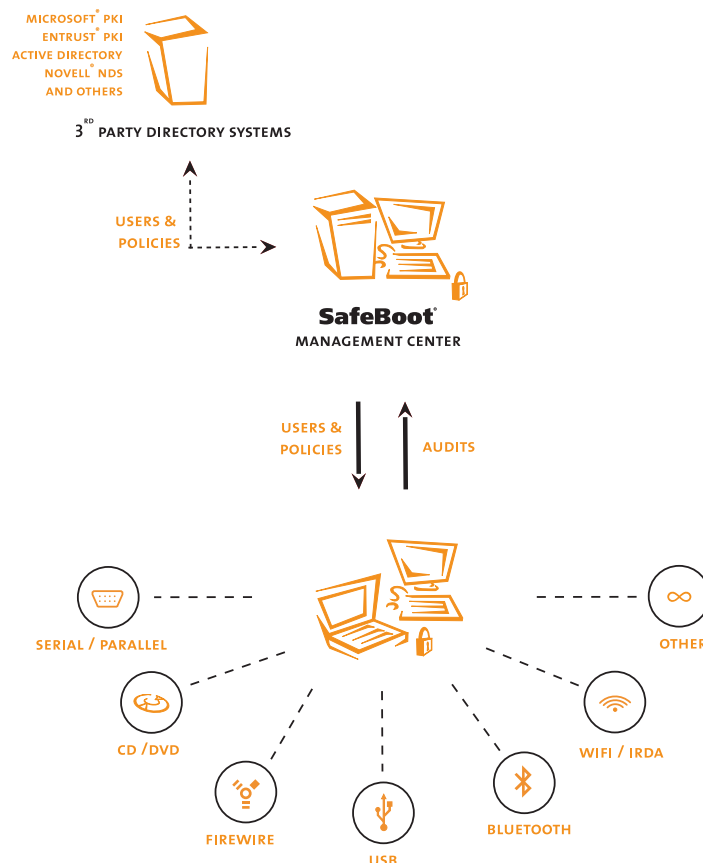 MICROSOFT® PKI
ENTRUST® PKI
ACTIVE DIRECTORY
NOVELL® NDS
AND OTHERS
3RD PARTY DIRECTORY SYSTEMS
USERS &
POLICIES
SafeBoot®
MANAGEMENT CENTER
USERS &
POLICIES
AUDITS
SERIAL / PARALLEL
OTHER
CD /DVD
WIFI / IRDA
FIREWIRE
BLUETOOTH
USB